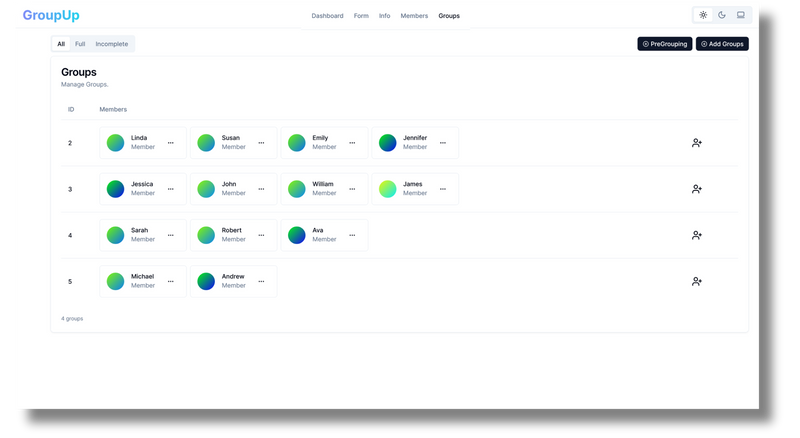 GroupUp
Dashboard Form Info Members Groups
All Full Incomplete
PreGrouping Add Groups
Groups
Manage Groups.
ID Members
2 Linda Member ... Susan Member ... Emily Member ... Jennifer Member ...
3 Jessica Member ... John Member ... William Member ... James Member ...
4 Sarah Member ... Robert Member ... Ava Member ...
5 Michael Member ... Andrew Member ...
4 groups